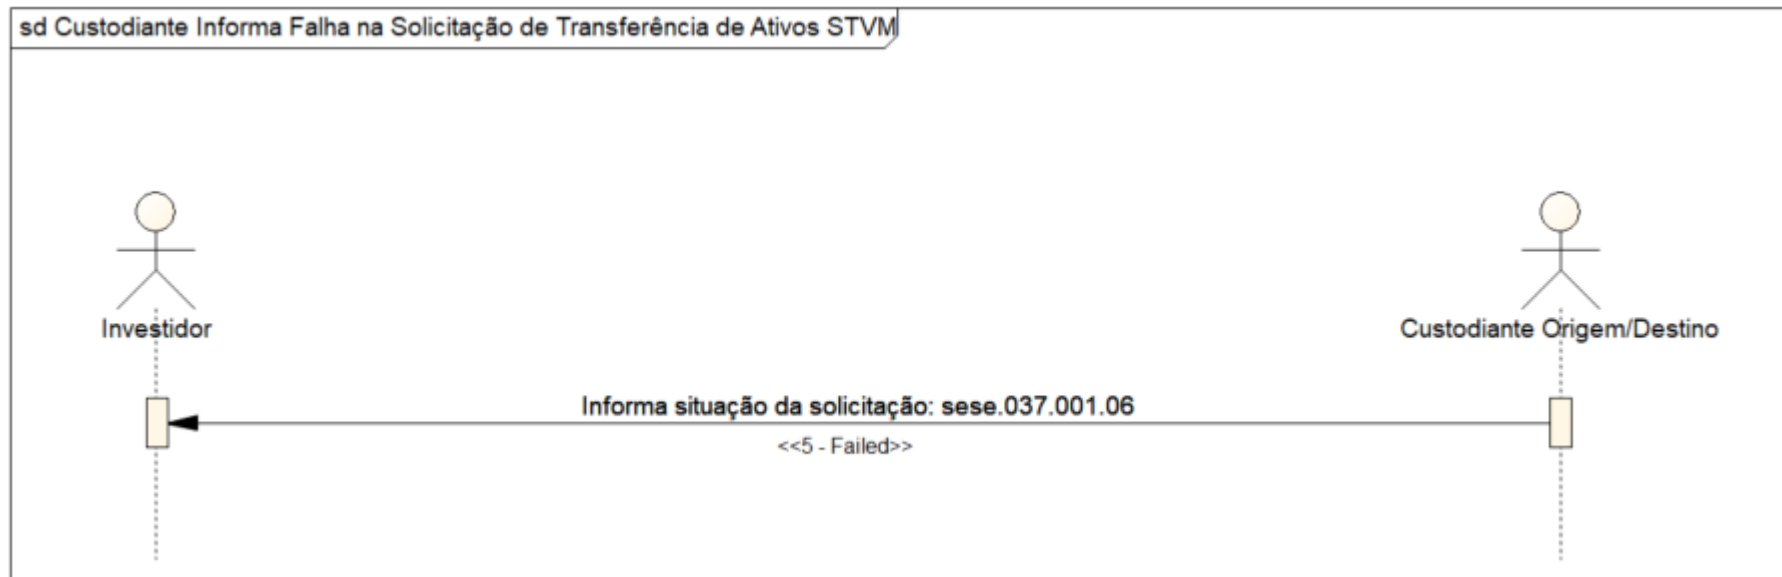 sd Custodiante Informa Falha na Solicitação de Transferência de Ativos STVM
Investidor
Custodiante Origem/Destino
Informa situação da solicitação: sese.037.001.06
<<5 - Failed>>